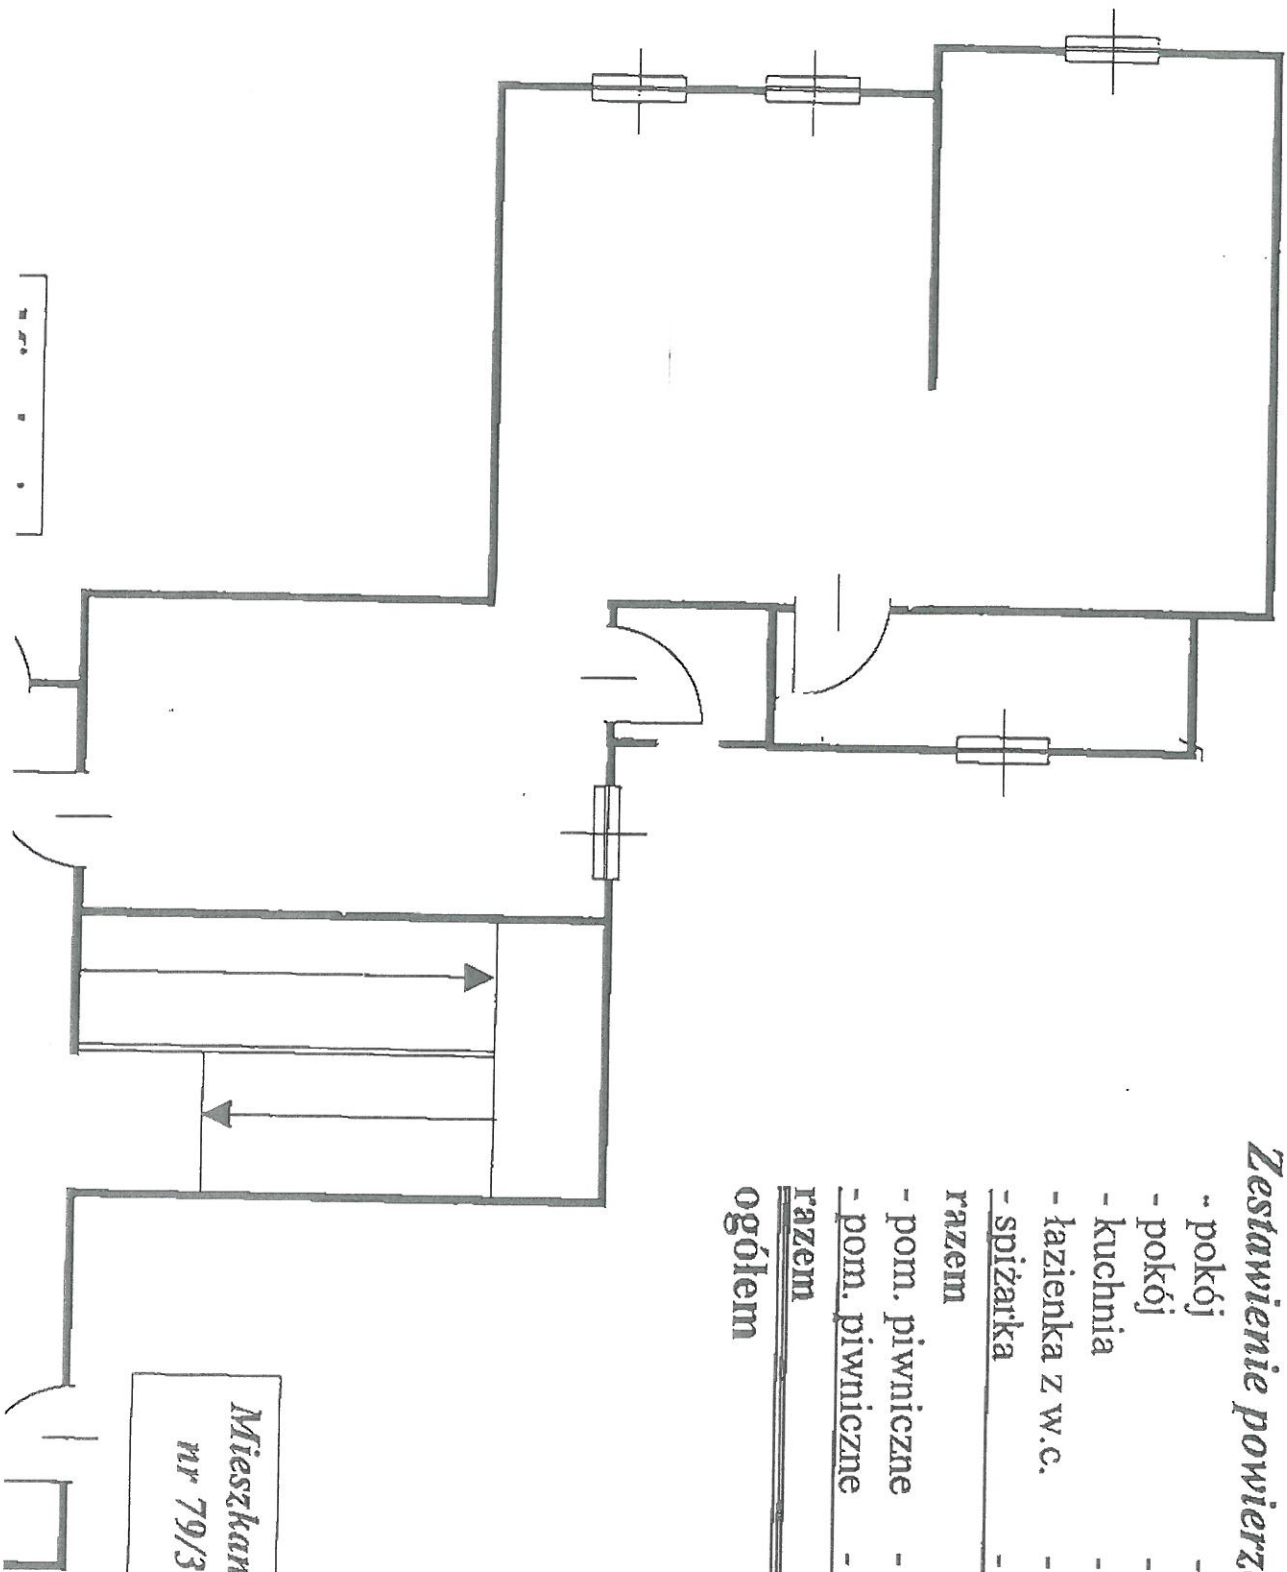 Zestawienie powierz
- pokój -
- pokój -
- kuchnia -
- łazienka z w.c. -
- spiżarka -
razem
- pom. piwniczne -
- pom. piwniczne -
razem
ogółem
Mieszkan
nr 79/3